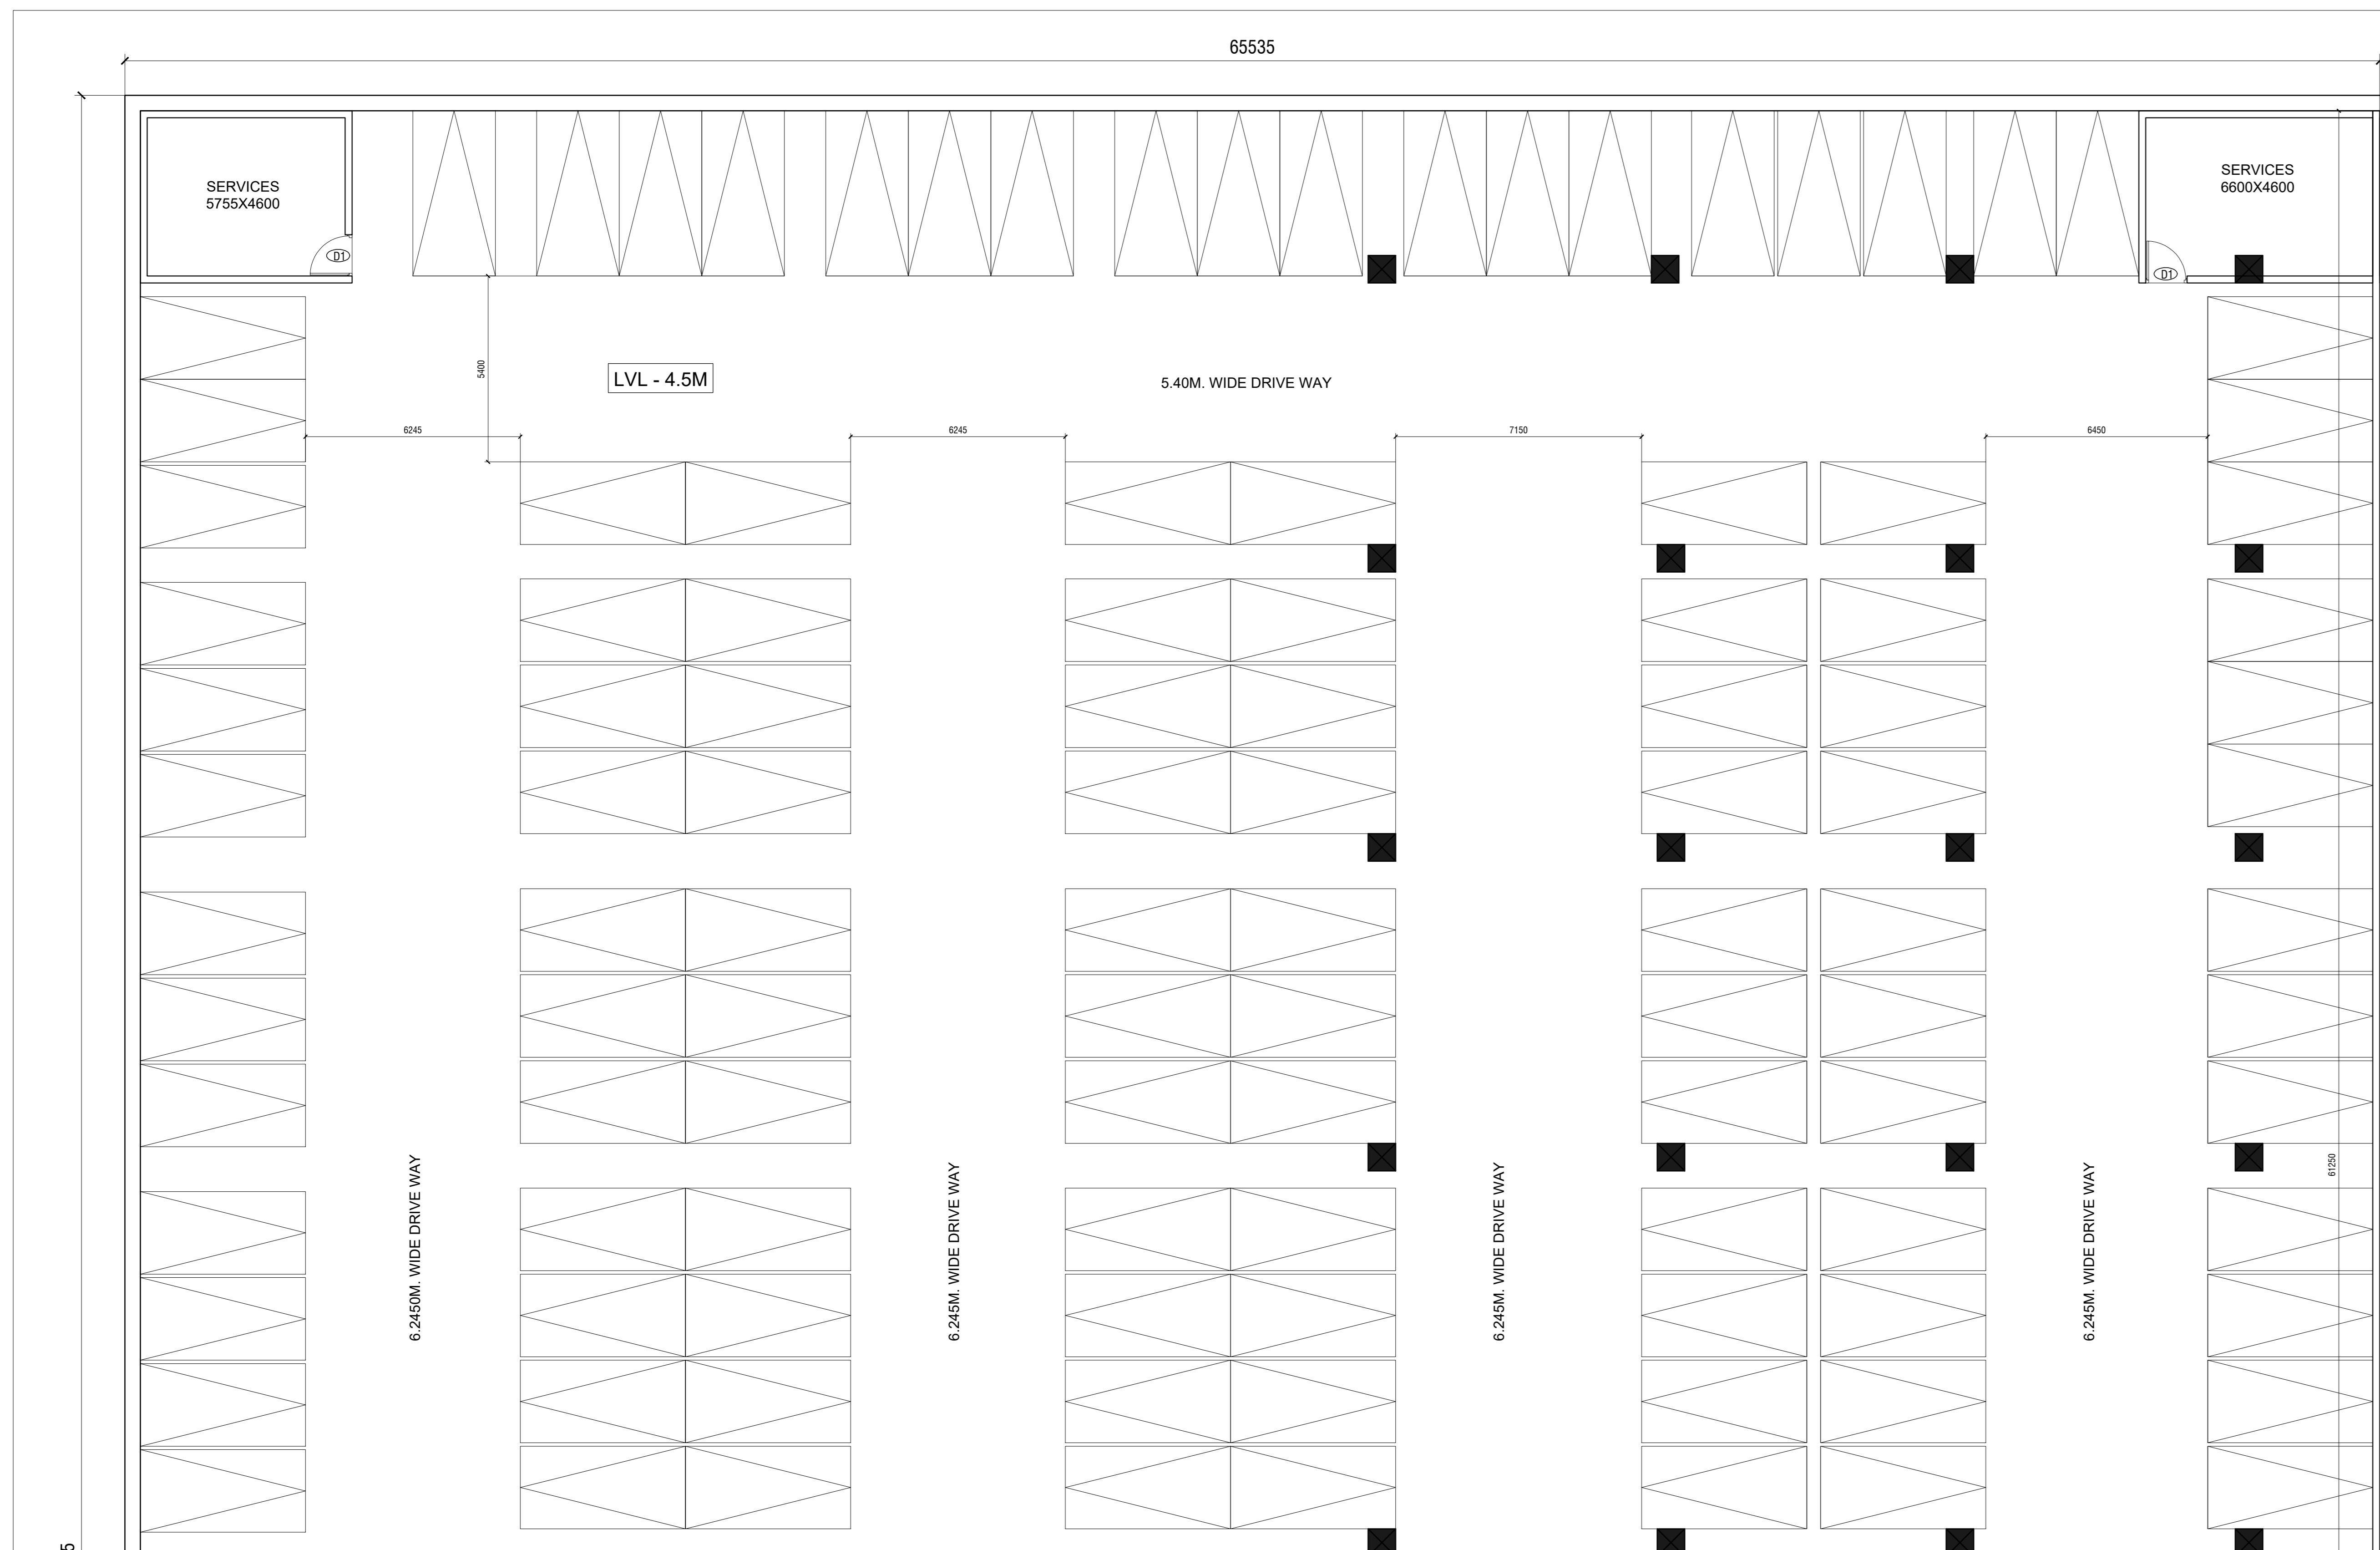 65535
SERVICES
5755X4600
D1
SERVICES
6600X4600
D1
5400
LVL - 4.5M
5.40M. WIDE DRIVE WAY
6245
6245
7150
6450
61250
6.2450M. WIDE DRIVE WAY
6.245M. WIDE DRIVE WAY
6.245M. WIDE DRIVE WAY
6.245M. WIDE DRIVE WAY